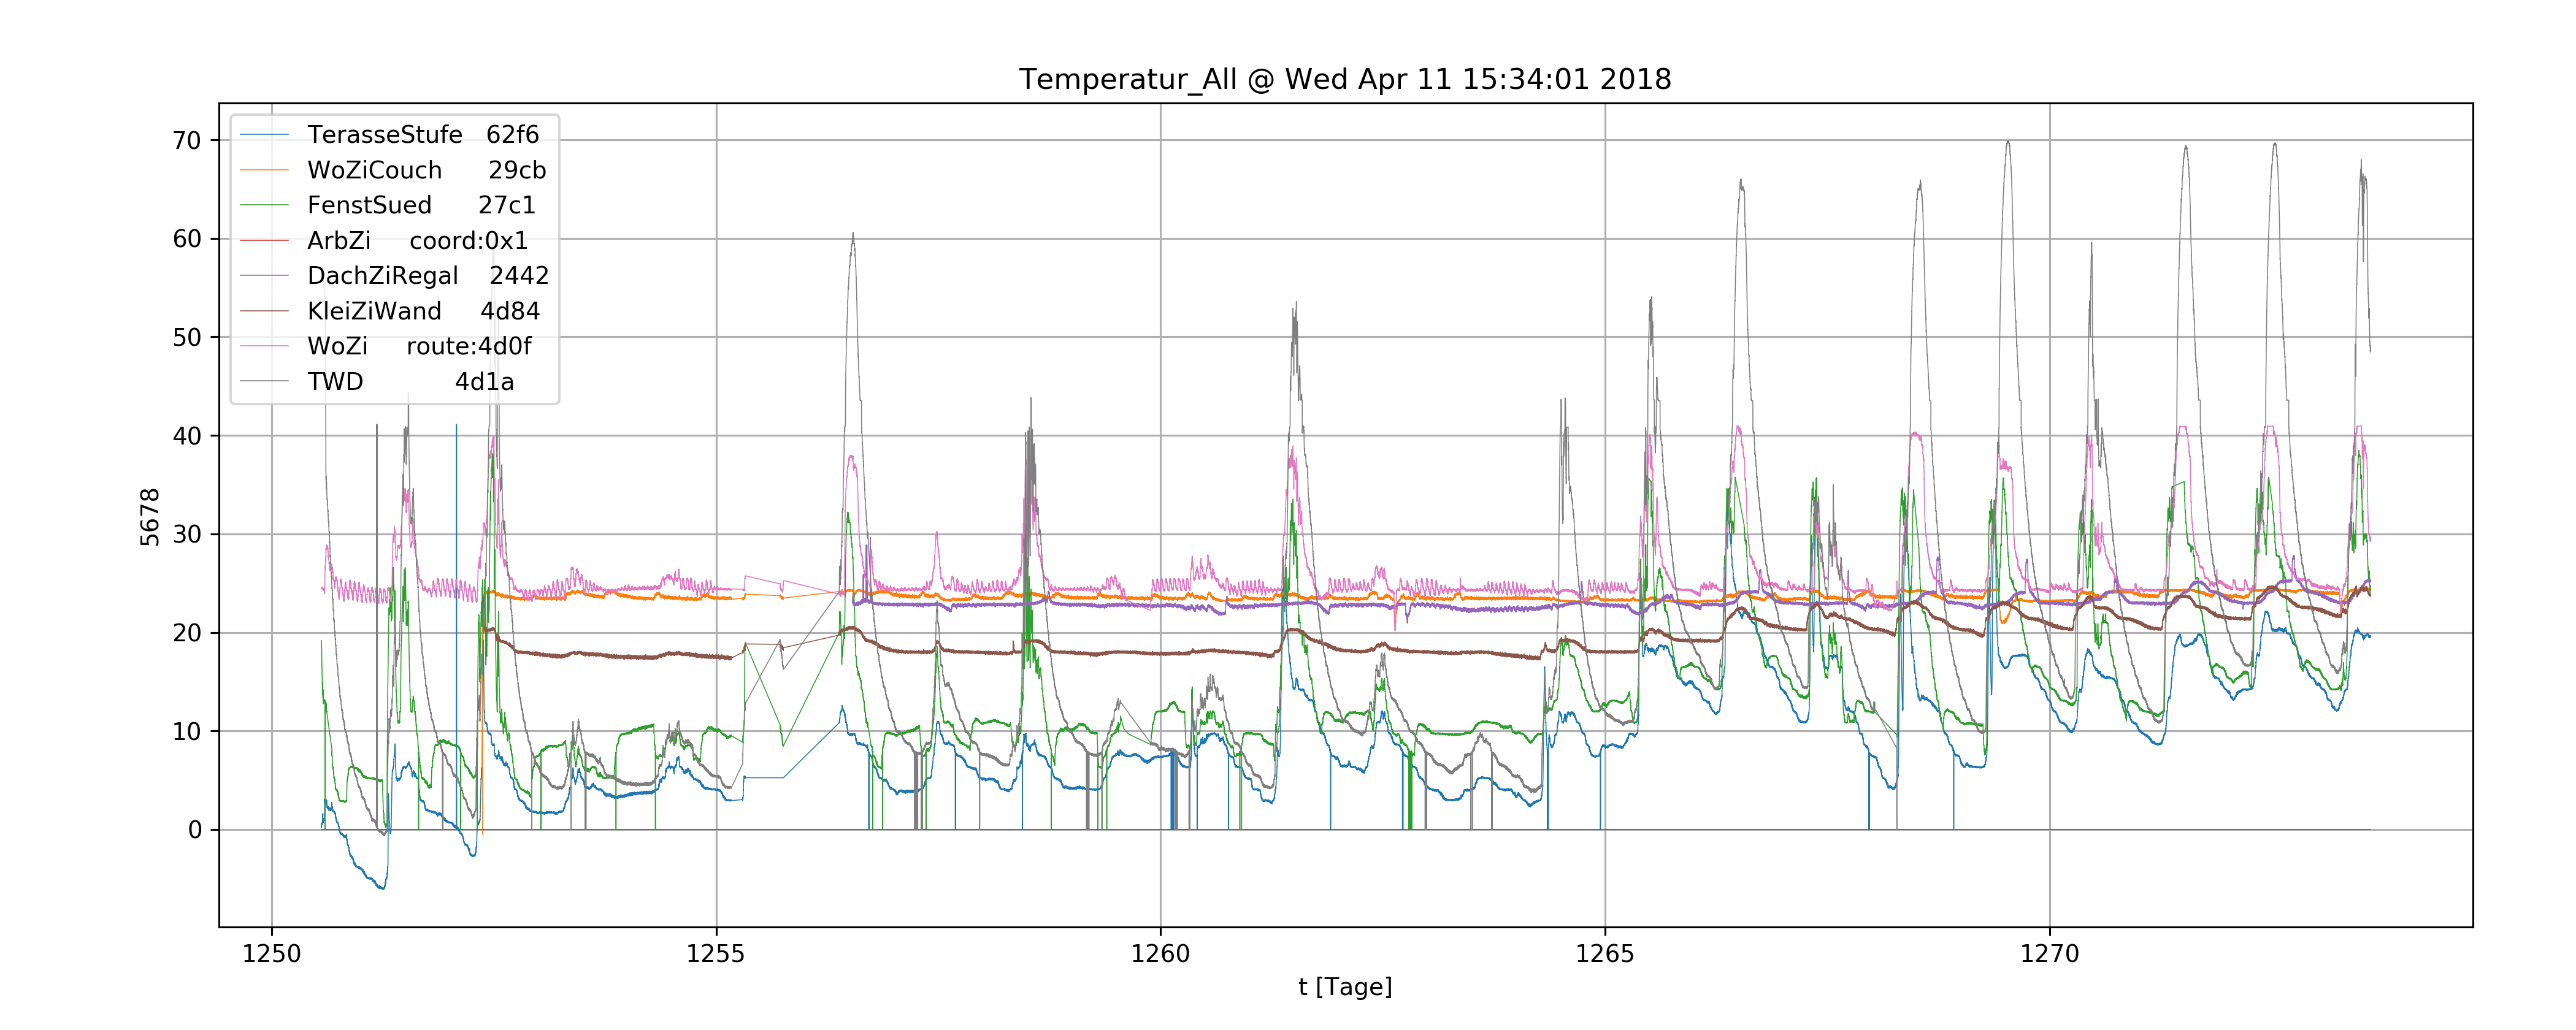 Temperatur_All @ Wed Apr 11 15:34:01 2018
TerasseStufe 62f6
WoZiCouch 29cb
FenstSued 27c1
ArbZi coord:0x1
DachZiRegal 2442
KleiZiWand 4d84
WoZi route:4d0f
TWD 4d1a
70
60
50
40
30
20
10
0
5678
1250 1255 1260 1265 1270
t [Tage]